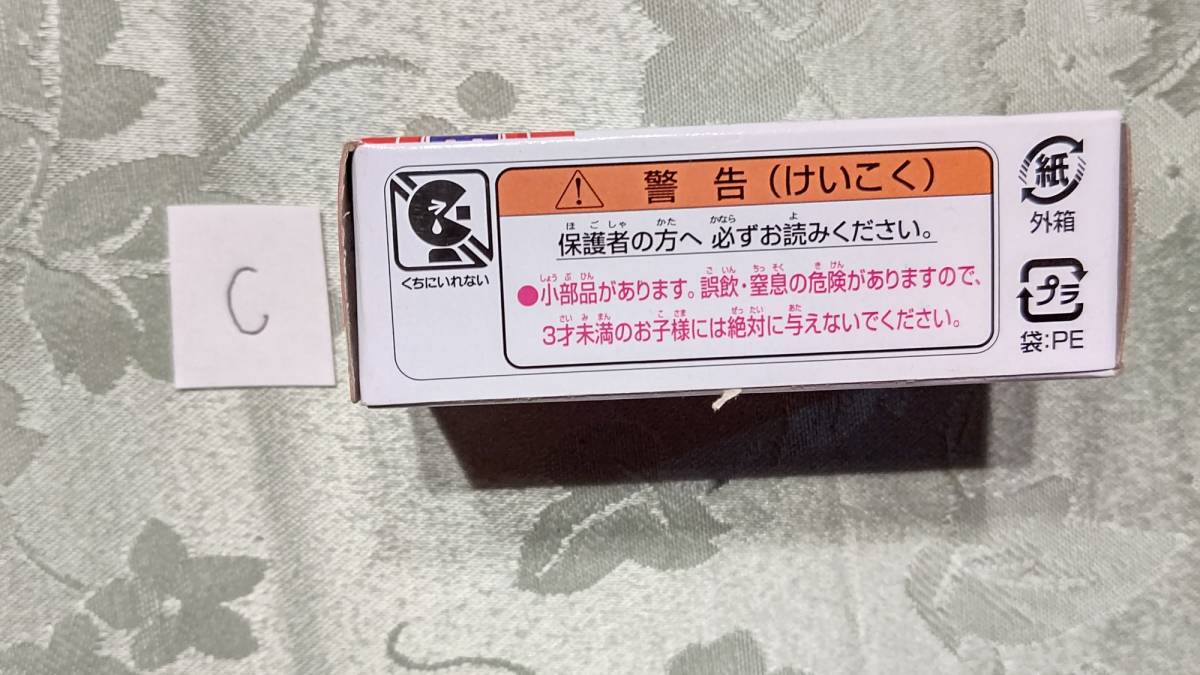 C
くちにいれない
警告(けいこく)
保護者の方へ 必ずお読みください。
ほごしゃ かた かなら よ
●小部品があります。誤飲・窒息の危険がありますので、
しょうぶひん ごいん ちっそく きけん
3才未満のお子様には絶対に与えないでください。
さいみまん こさま ぜったい あた
紙
外箱
プラ
袋:PE